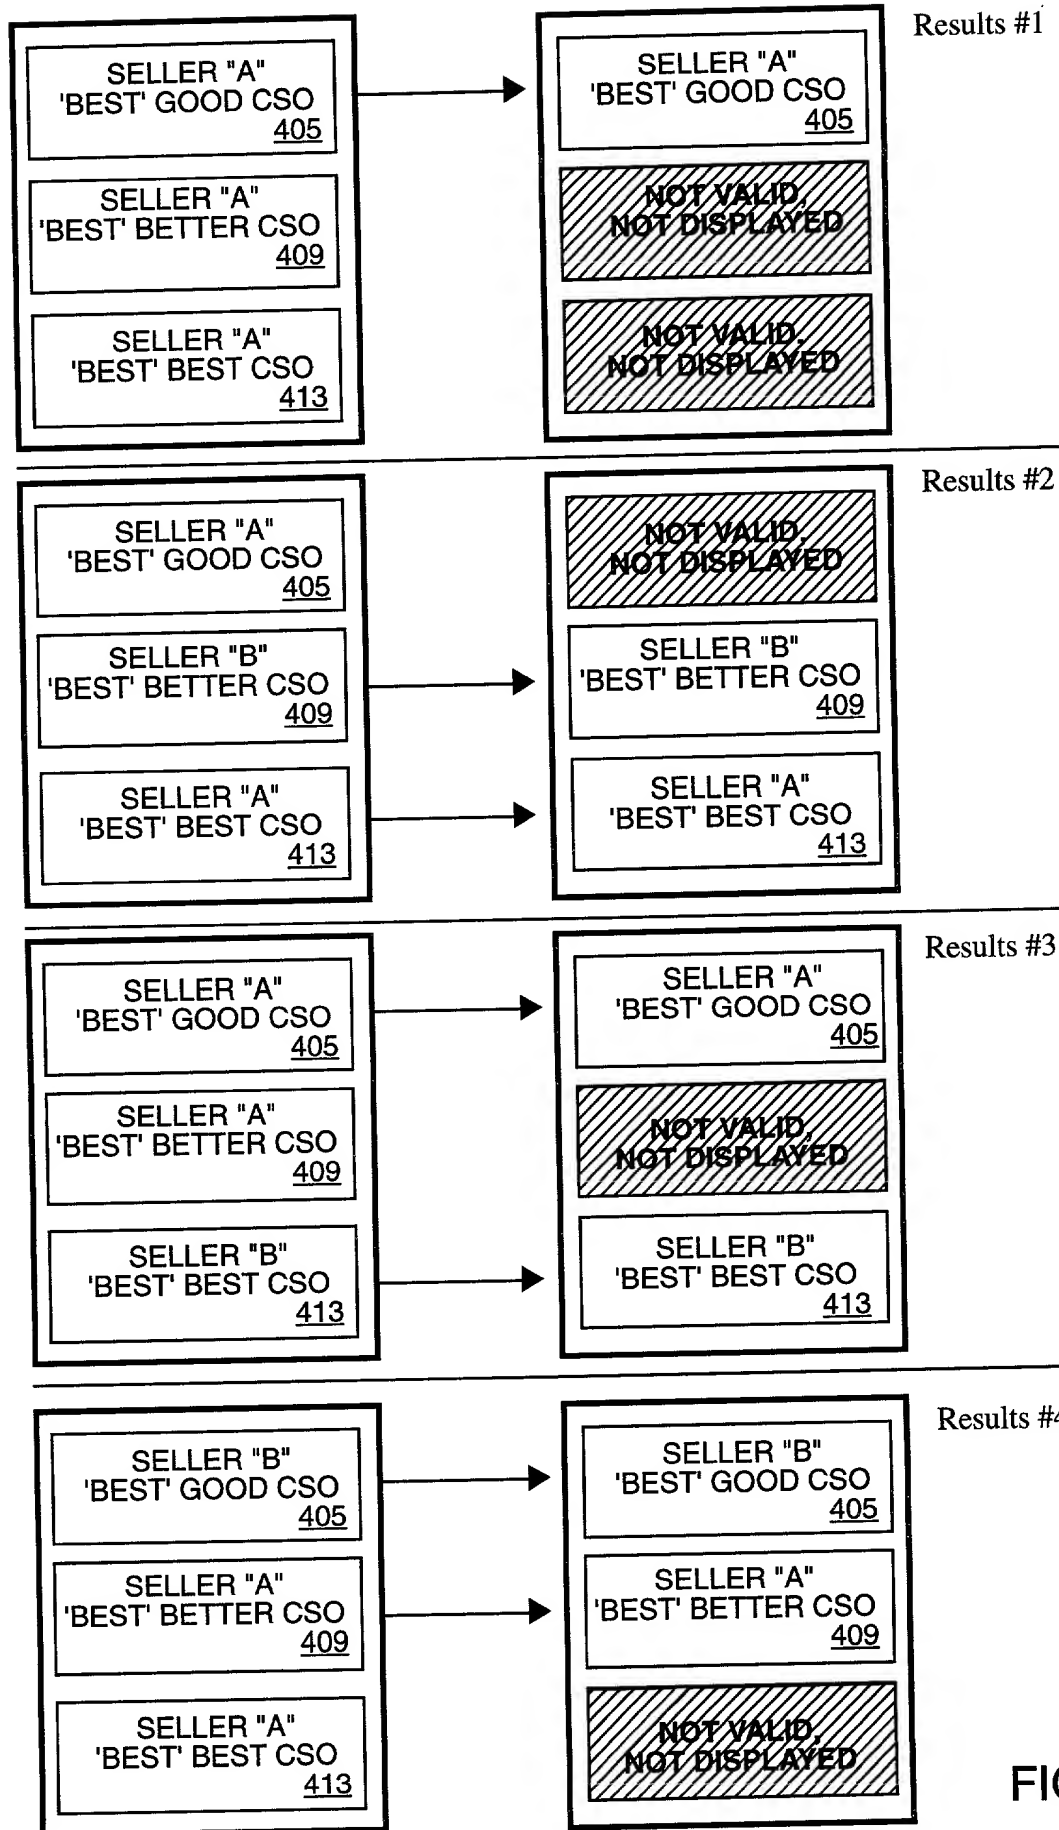 Results #1
SELLER "A"
'BEST' GOOD CSO
405
SELLER "A"
'BEST' BETTER CSO
409
SELLER "A"
'BEST' BEST CSO
413
SELLER "A"
'BEST' GOOD CSO
405
NOT VALID,
NOT DISPLAYED
NOT VALID.
NOT DISPLAYED
Results #2
SELLER "A"
'BEST' GOOD CSO
405
SELLER "B"
'BEST' BETTER CSO
409
SELLER "A"
'BEST' BEST CSO
413
NOT VALID.
NOT DISPLAYED
SELLER "B"
'BEST' BETTER CSO
409
SELLER "A"
'BEST' BEST CSO
413
Results #3
SELLER "A"
'BEST' GOOD CSO
405
SELLER "A"
'BEST' BETTER CSO
409
SELLER "B"
'BEST' BEST CSO
413
SELLER "A"
'BEST' GOOD CSO
405
NOT VALID,
NOT DISPLAYED
SELLER "B"
'BEST' BEST CSO
413
Results #4
SELLER "B"
'BEST' GOOD CSO
405
SELLER "A"
'BEST' BETTER CSO
409
SELLER "A"
'BEST' BEST CSO
413
SELLER "B"
'BEST' GOOD CSO
405
SELLER "A"
'BEST' BETTER CSO
409
NOT VALID,
NOT DISPLAYED